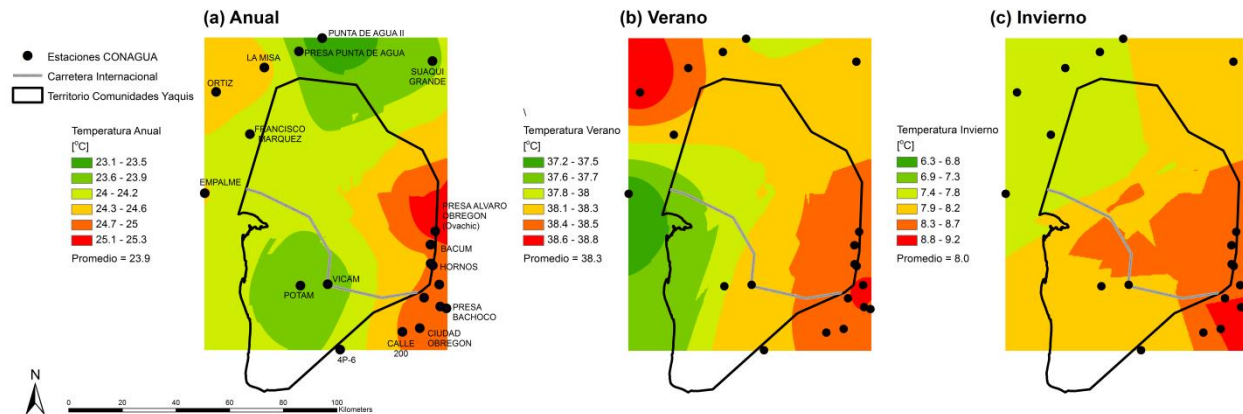 (a) Anual
(b) Verano
(c) Invierno
Estaciones CONAGUA
Carretera Internacional
Territorio Comunidades Yaquis
Temperatura Anual
[°C]
23.1 - 23.5
23.6 - 23.9
24 - 24.2
24.3 - 24.6
24.7 - 25
25.1 - 25.3
Promedio = 23.9
PUNTA DE AGUA II
PRESA PUNTA DE AGUA
LA MISA
SUAQUI
GRANDE
ORTIZ
FRANCISCO
MARQUEZ
EMPALME
PRESA ALVARO
OBREGON
(Oviachic)
BACUM
HORNOS
VICAM
POTAM
PRESA
BACHOCO
CIUDAD
OBREGON
CALLE
200
4P-6
\
Temperatura Verano
[°C]
37.2 - 37.5
37.6 - 37.7
37.8 - 38
38.1 - 38.3
38.4 - 38.5
38.6 - 38.8
Promedio = 38.3
Temperatura Invierno
[°C]
6.3 - 6.8
6.9 - 7.3
7.4 - 7.8
7.9 - 8.2
8.3 - 8.7
8.8 - 9.2
Promedio = 8.0
N
0 20 40 60 80 100
Kilometers